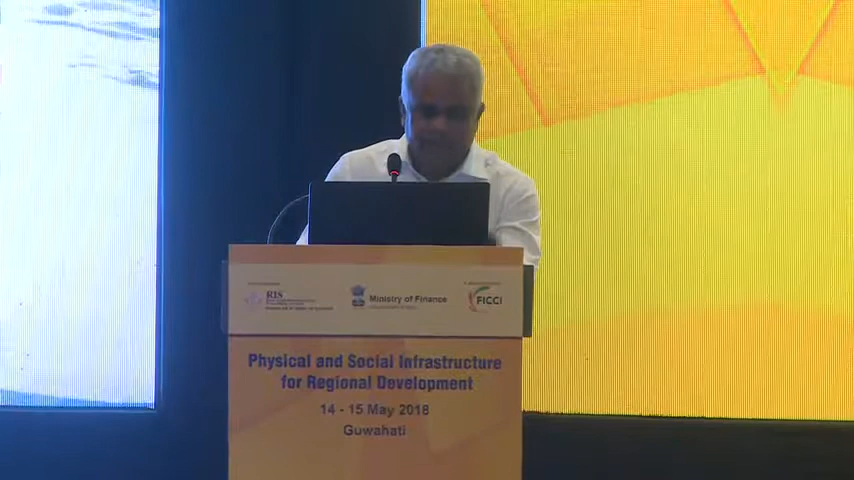 RIS
Ministry of Finance
FICCI
Physical and Social Infrastructure
for Regional Development
14 - 15 May 2018
Guwahati